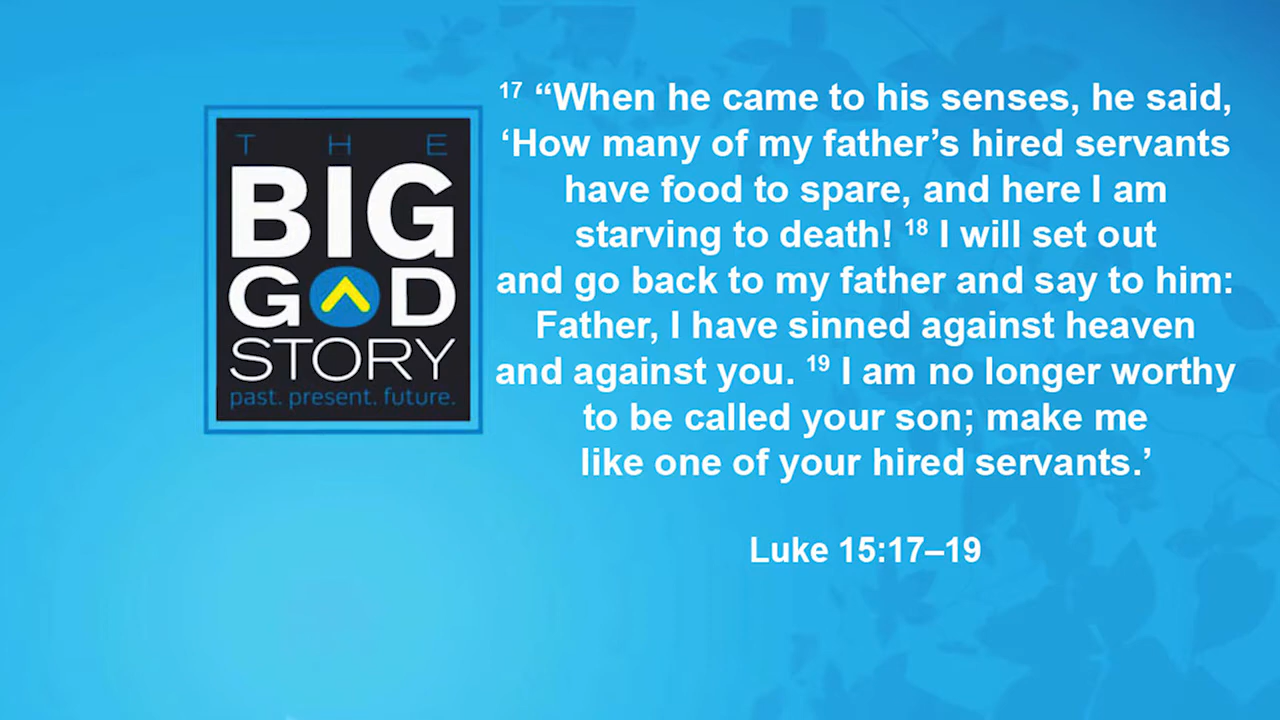 THE
BIG
GOD
STORY
past. present. future.
17 “When he came to his senses, he said,
‘How many of my father’s hired servants
have food to spare, and here I am
starving to death! 18 I will set out
and go back to my father and say to him:
Father, I have sinned against heaven
and against you. 19 I am no longer worthy
to be called your son; make me
like one of your hired servants.’
Luke 15:17–19